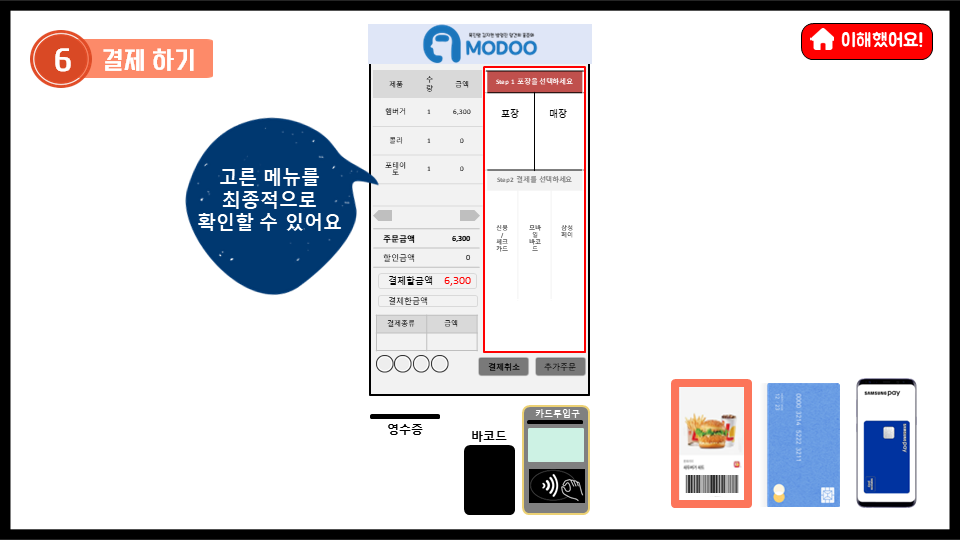 6 결제 하기
이해했어요!
MODOO
고른 메뉴를
최종적으로
확인할 수 있어요
제품 수량 금액
햄버거 1 6,300
콜라 1 0
포테이토 1 0
주문금액 6,300
할인금액 0
결제할금액 6,300
결제한금액
결제종류 금액
Step 1 포장을 선택하세요
포장 매장
Step2 결제를 선택하세요
신용
/
체크
카드
모바
일
바코
드
삼성
페이
결제취소 추가주문
영수증
바코드
카드투입구
SAMSUNG pay
SAMSUNG pay
0000 3214 5222 3211